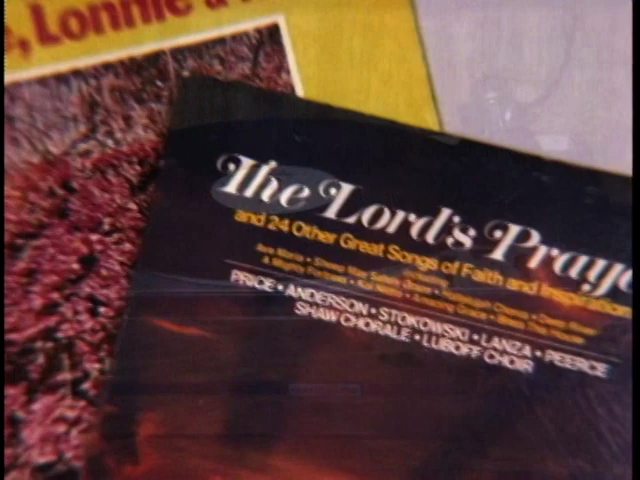 , Lonnie &
The Lord's Praye
and 24 Other Great Songs of Faith and Inspiration
PRICE • ANDERSON • STOKOWSKI • LANZA • PEERCE
SHAW CHORALE • LUBOFF CHOIR